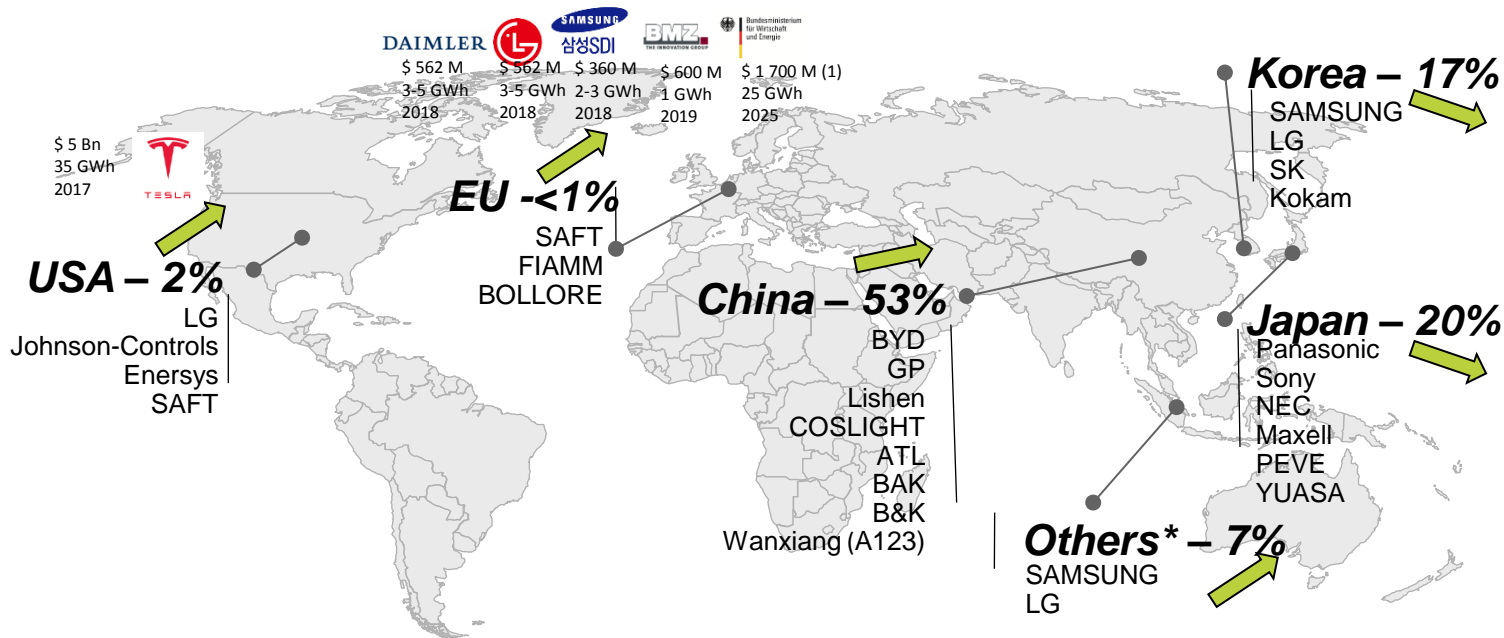 DAIMLER
LG
SAMSUNG
삼성SDI
BMZ
THE INNOVATION GROUP
Bundesministerium
für Wirtschaft
und Energie
$ 562 M
3-5 GWh
2018
$ 562 M
3-5 GWh
2018
$ 360 M
2-3 GWh
2018
$ 600 M
1 GWh
2019
$ 1 700 M (1)
25 GWh
2025
$ 5 Bn
35 GWh
2017
TESLA
USA – 2%
LG
Johnson-Controls
Enersys
SAFT
EU -<1%
SAFT
FIAMM
BOLLORE
China – 53%
BYD
GP
Lishen
COSLIGHT
ATL
BAK
B&K
Wanxiang (A123)
Korea – 17%
SAMSUNG
LG
SK
Kokam
Japan – 20%
Panasonic
Sony
NEC
Maxell
PEVE
YUASA
Others* – 7%
SAMSUNG
LG